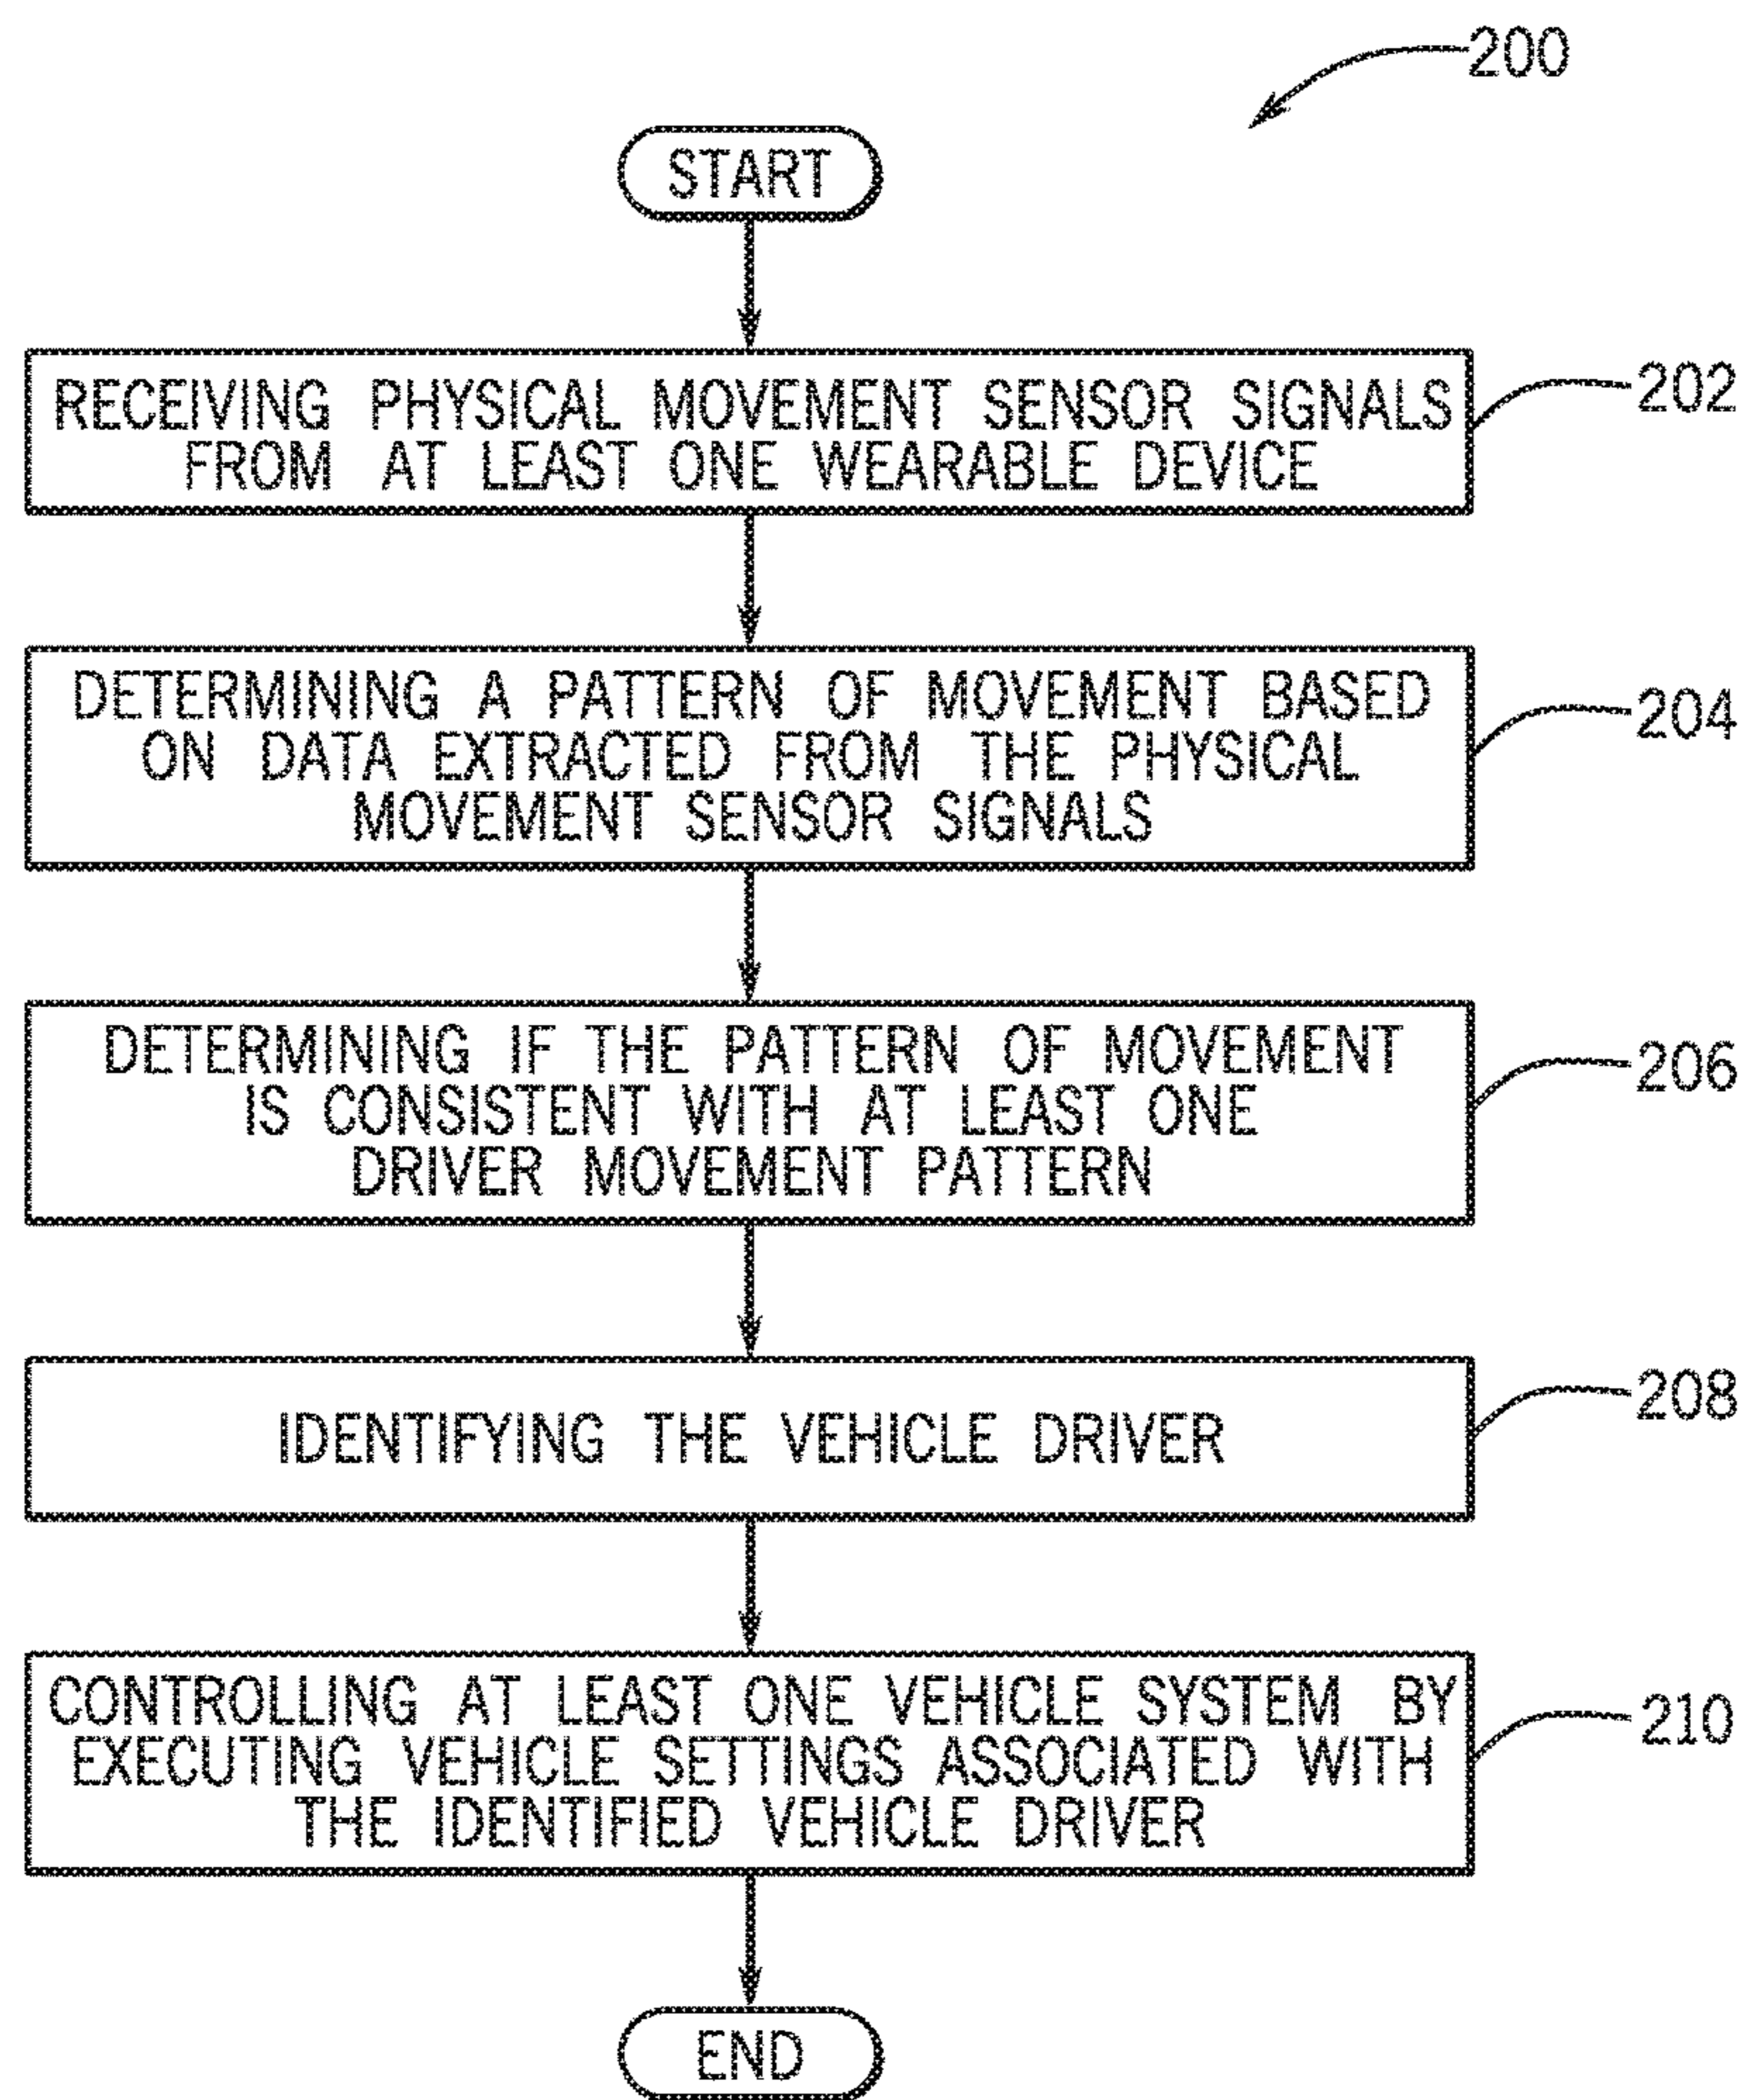 200
START
RECEIVING PHYSICAL MOVEMENT SENSOR SIGNALS
FROM AT LEAST ONE WEARABLE DEVICE
202
DETERMINING A PATTERN OF MOVEMENT BASED
ON DATA EXTRACTED FROM THE PHYSICAL
MOVEMENT SENSOR SIGNALS
204
DETERMINING IF THE PATTERN OF MOVEMENT
IS CONSISTENT WITH AT LEAST ONE
DRIVER MOVEMENT PATTERN
206
IDENTIFYING THE VEHICLE DRIVER
208
CONTROLLING AT LEAST ONE VEHICLE SYSTEM BY
EXECUTING VEHICLE SETTINGS ASSOCIATED WITH
THE IDENTIFIED VEHICLE DRIVER
210
END